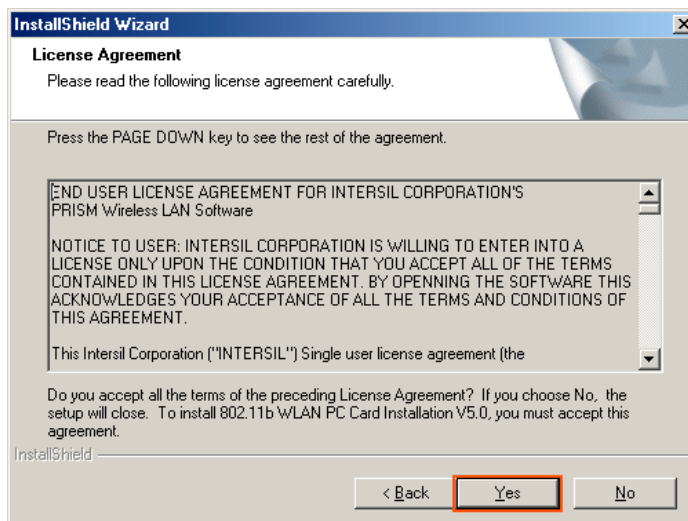 InstallShield Wizard
License Agreement
Please read the following license agreement carefully.
Press the PAGE DOWN key to see the rest of the agreement.
END USER LICENSE AGREEMENT FOR INTERSIL CORPORATION'S
PRISM Wireless LAN Software
NOTICE TO USER: INTERSIL CORPORATION IS WILLING TO ENTER INTO A
LICENSE ONLY UPON THE CONDITION THAT YOU ACCEPT ALL OF THE TERMS
CONTAINED IN THIS LICENSE AGREEMENT. BY OPENNING THE SOFTWARE THIS
ACKNOWLEDGES YOUR ACCEPTANCE OF ALL THE TERMS AND CONDITIONS OF
THIS AGREEMENT.
This Intersil Corporation ("INTERSIL") Single user license agreement (the
Do you accept all the terms of the preceding License Agreement? If you choose No, the
setup will close. To install 802.11b WLAN PC Card Installation V5.0, you must accept this
agreement.
InstallShield
< Back Yes No